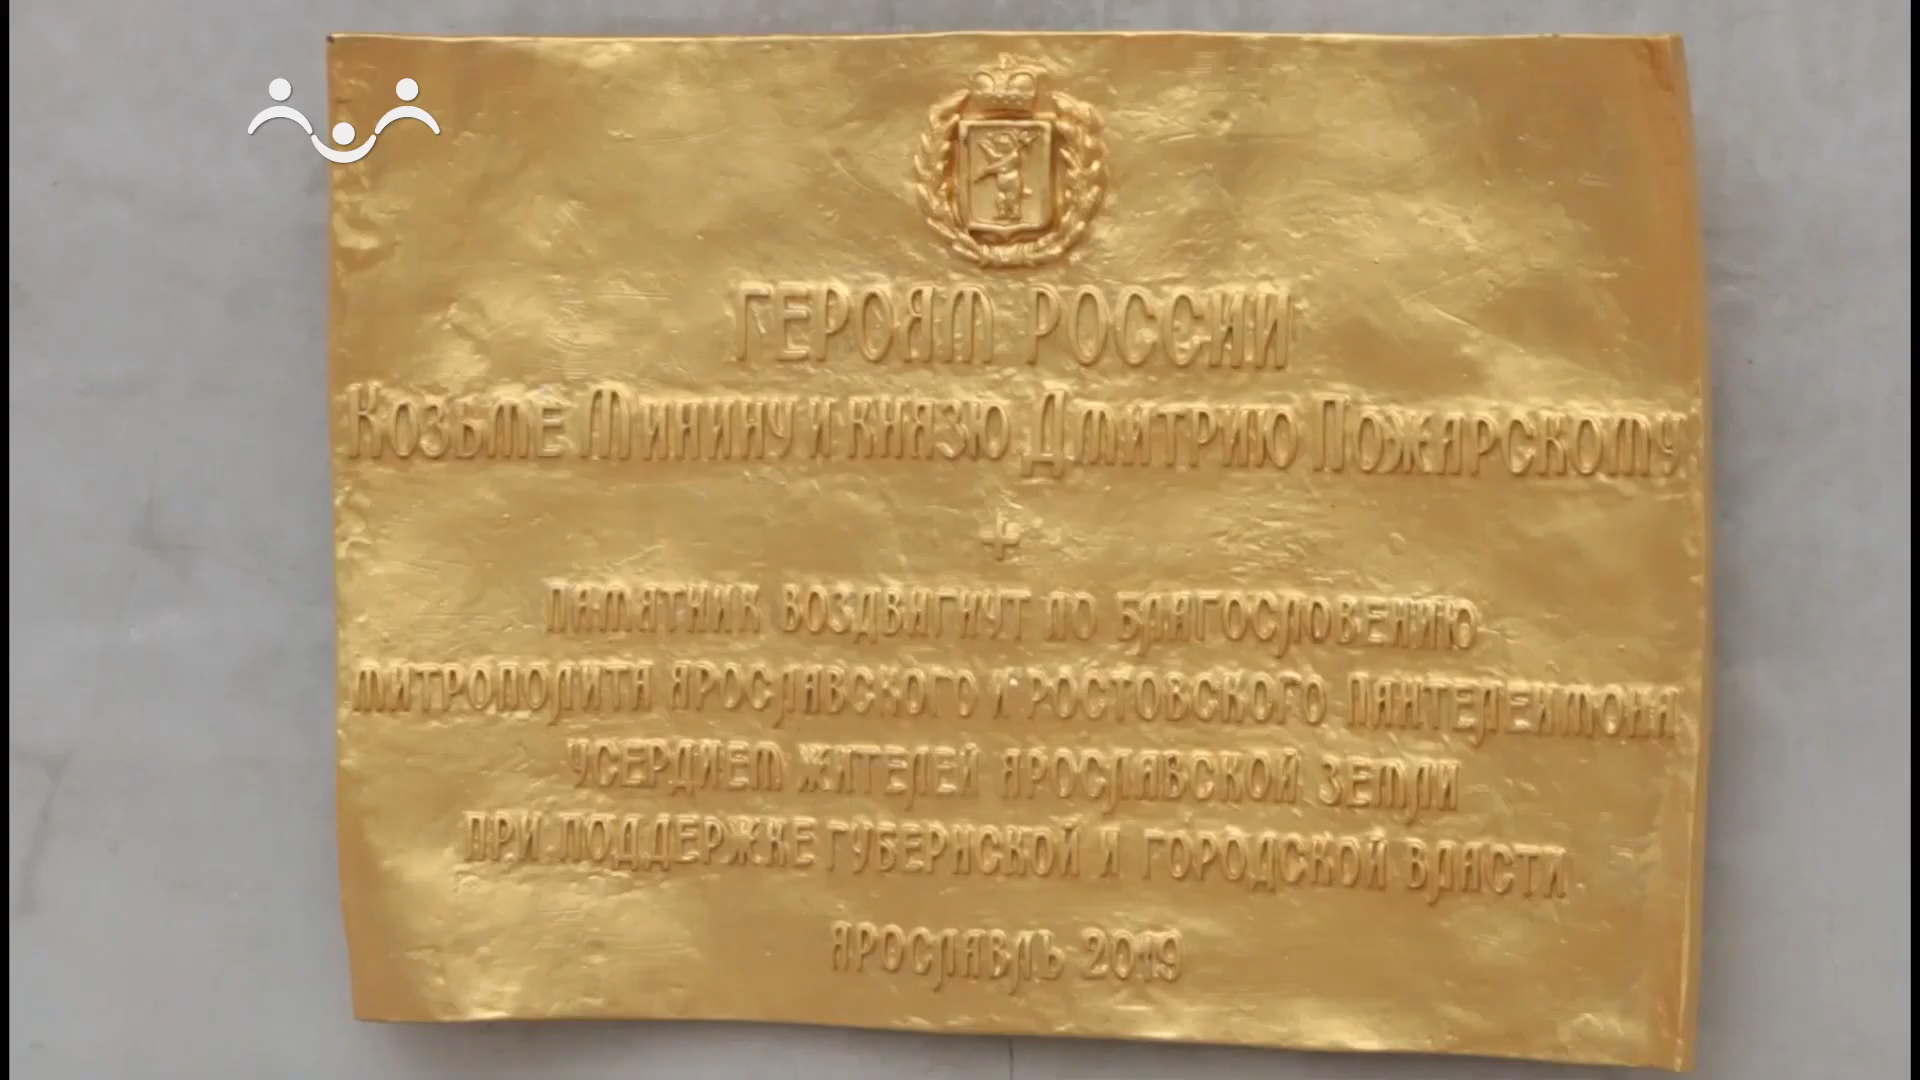 ГЕРОЯМ РОССИИ
КОЗЬМЕ МИНИНУ И КНЯЗЮ ДМИТРИЮ ПОЖАРСКОМУ
+
ПАМЯТНИК ВОЗДВИГНУТ ПО БЛАГОСЛОВЕНИЮ
МИТРОПОЛИТА ЯРОСЛАВСКОГО И РОСТОВСКОГО ПАНТЕЛЕИМОНА
УСЕРДИЕМ ЖИТЕЛЕЙ ЯРОСЛАВСКОЙ ЗЕМЛИ
ПРИ ПОДДЕРЖКЕ ГУБЕРНСКОЙ И ГОРОДСКОЙ ВЛАСТИ
ЯРОСЛАВЛЬ 2019